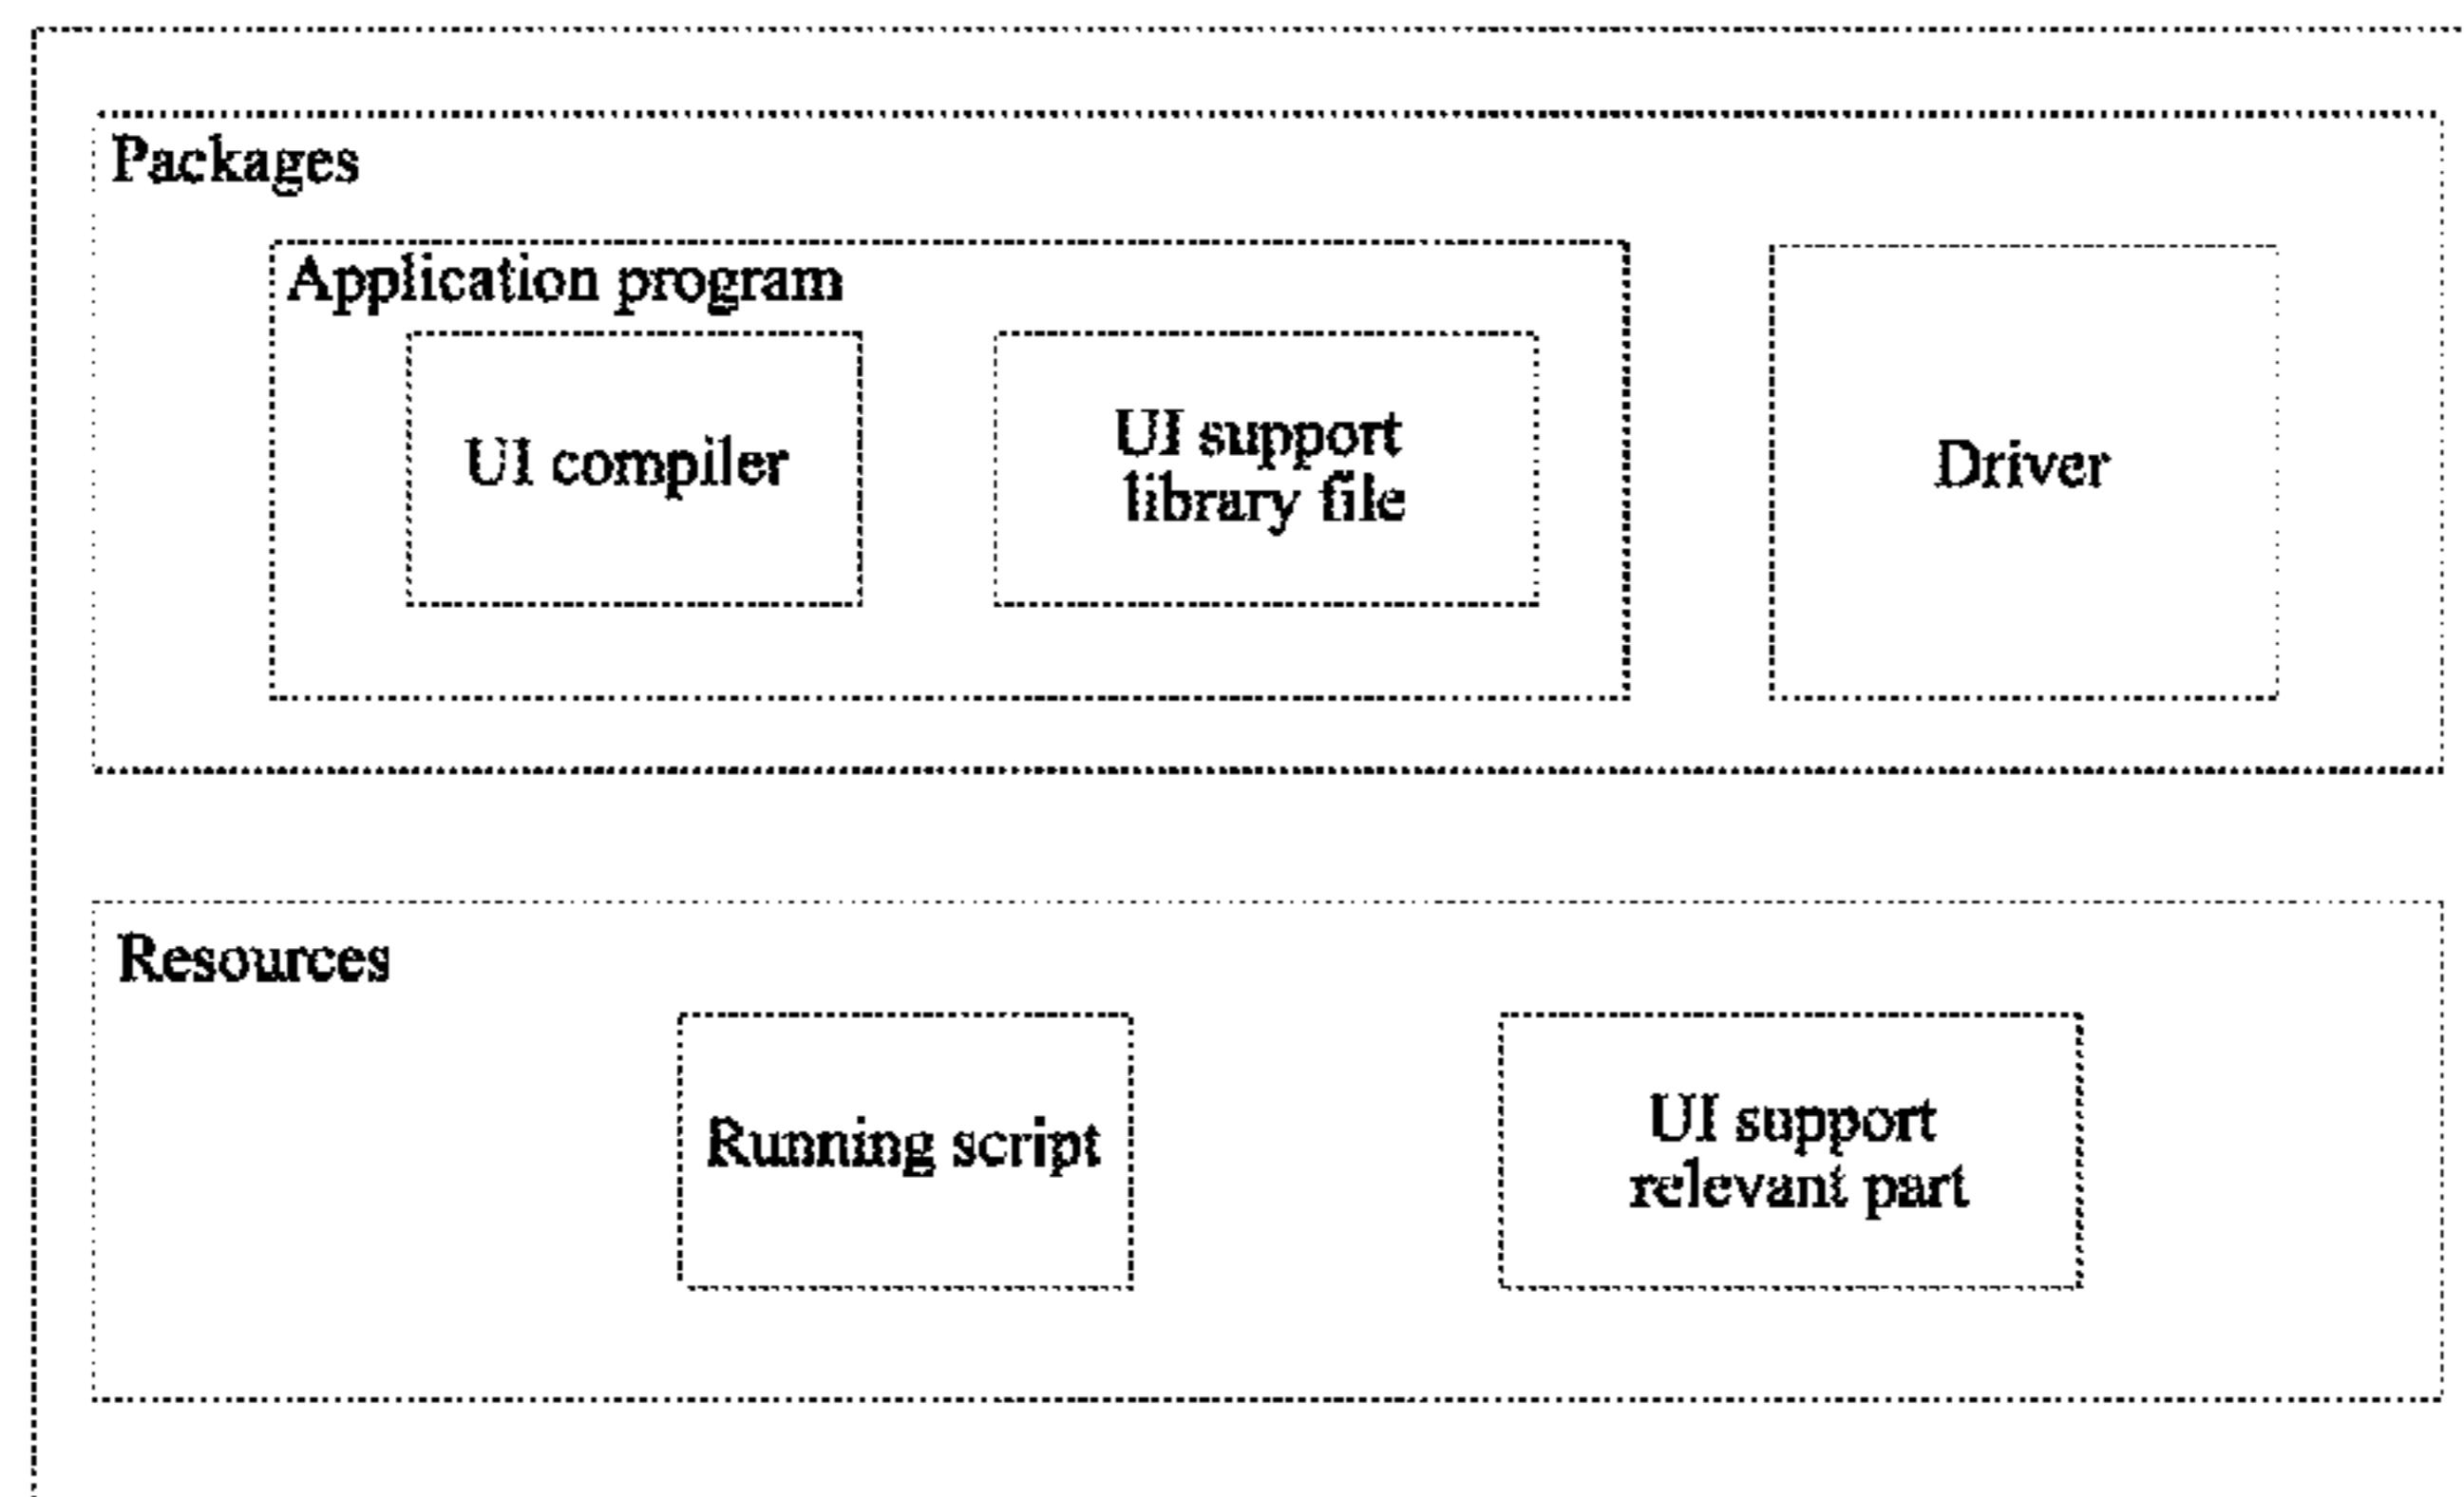 Packages
Application program
UI compiler
UI support
library file
Driver
Resources
Running script
UI support
relevant part